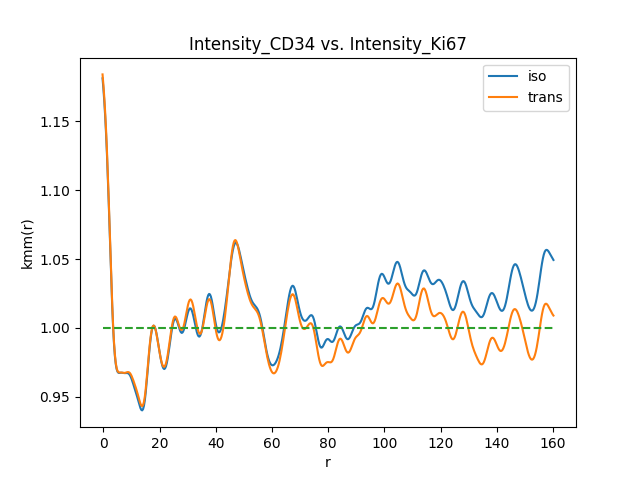 Intensity_CD34 vs. Intensity_Ki67
iso
trans
1.15
1.10
1.05
1.00
0.95
kmm(r)
0 20 40 60 80 100 120 140 160
r